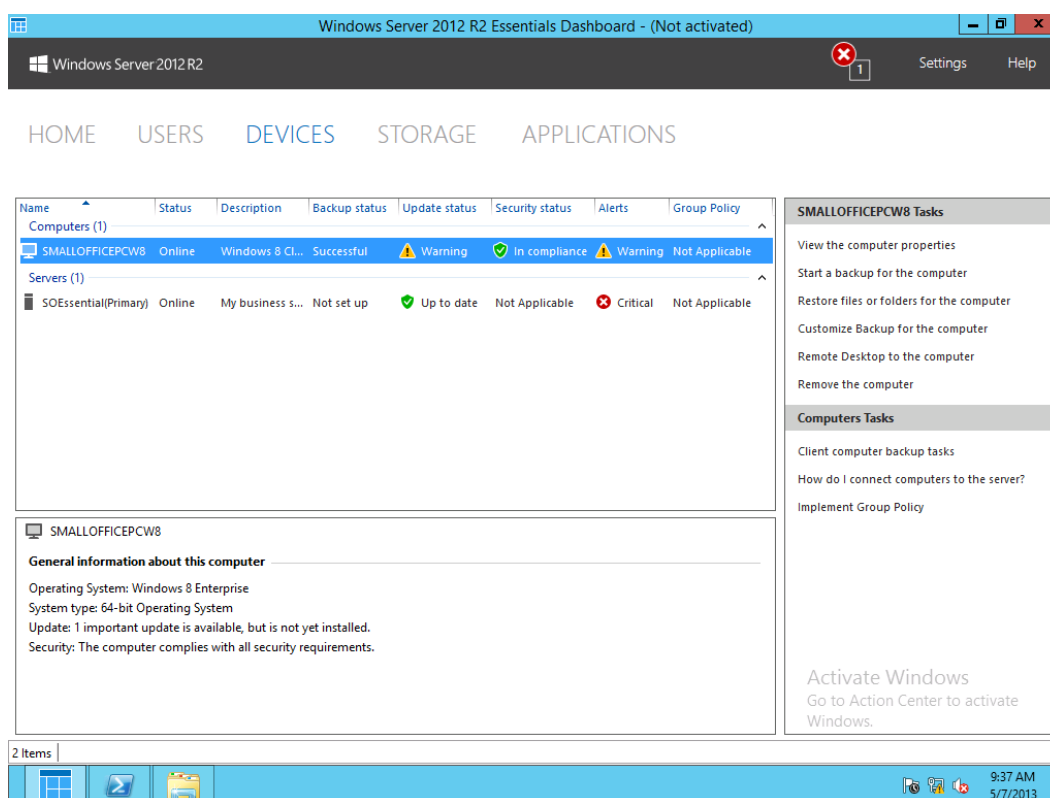 Windows Server 2012 R2 Essentials Dashboard - (Not activated)
Windows Server 2012 R2
1
Settings
Help
HOME USERS DEVICES STORAGE APPLICATIONS
Name Status Description Backup status Update status Security status Alerts Group Policy
Computers (1)
SMALLOFFICEPCW8 Online Windows 8 Cl... Successful Warning In compliance Warning Not Applicable
Servers (1)
SOEssential(Primary) Online My business s... Not set up Up to date Not Applicable Critical Not Applicable
SMALLOFFICEPCW8 Tasks
View the computer properties
Start a backup for the computer
Restore files or folders for the computer
Customize Backup for the computer
Remote Desktop to the computer
Remove the computer
Computers Tasks
Client computer backup tasks
How do I connect computers to the server?
Implement Group Policy
SMALLOFFICEPCW8
General information about this computer
Operating System: Windows 8 Enterprise
System type: 64-bit Operating System
Update: 1 important update is available, but is not yet installed.
Security: The computer complies with all security requirements.
Activate Windows
Go to Action Center to activate
Windows.
2 Items
9:37 AM
5/7/2013